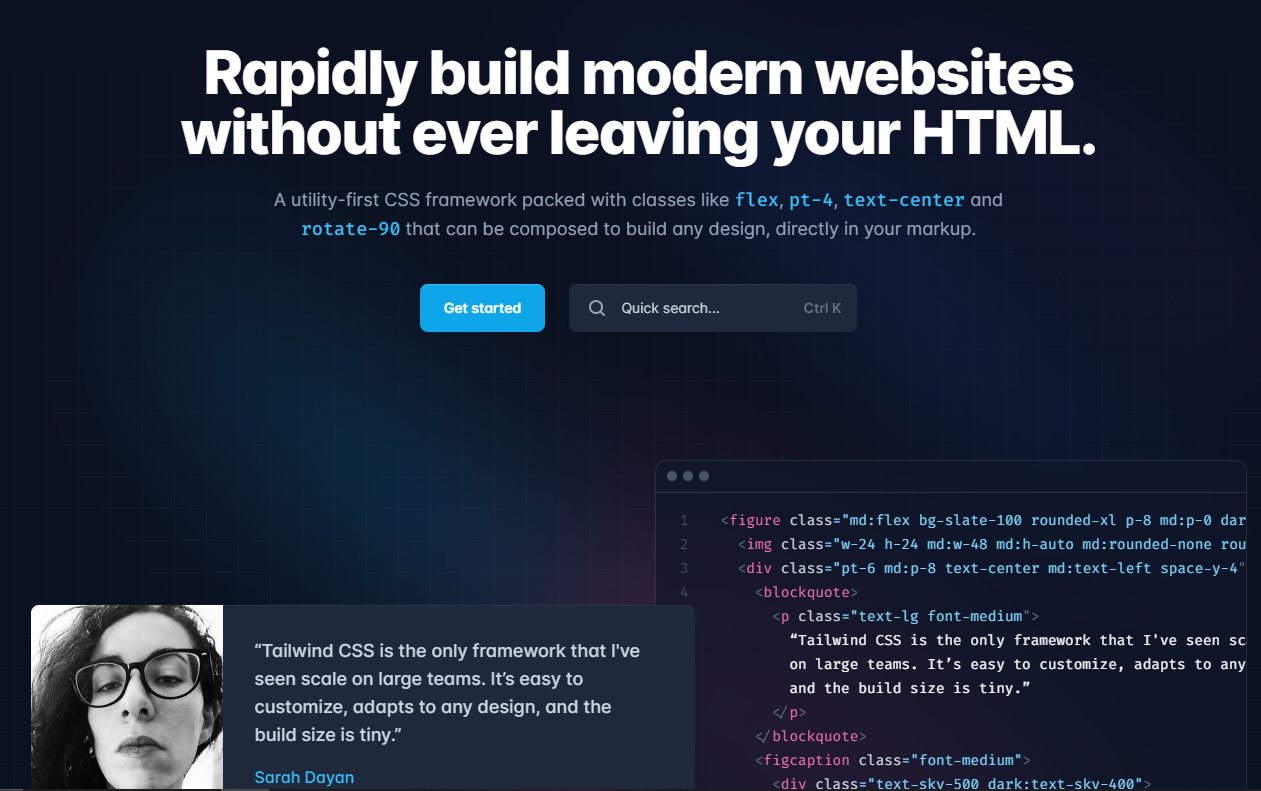 Rapidly build modern websites
without ever leaving your HTML.
A utility-first CSS framework packed with classes like flex, pt-4, text-center and
rotate-90 that can be composed to build any design, directly in your markup.
Get started
Quick search...
Ctrl K
1 <figure class="md:flex bg-slate-100 rounded-xl p-8 md:p-0 dar
2 <img class="w-24 h-24 md:w-48 md:h-auto md:rounded-none rou
3 <div class="pt-6 md:p-8 text-center md:text-left space-y-4"
4 <blockquote>
<p class="text-lg font-medium">
“Tailwind CSS is the only framework that I've seen sc
on large teams. It’s easy to customize, adapts to any
and the build size is tiny.”
</p>
</blockquote>
<figcaption class="font-medium">
<div class="text-sky-500 dark:text-sky-400">
“Tailwind CSS is the only framework that I've
seen scale on large teams. It’s easy to
customize, adapts to any design, and the
build size is tiny.”
Sarah Dayan